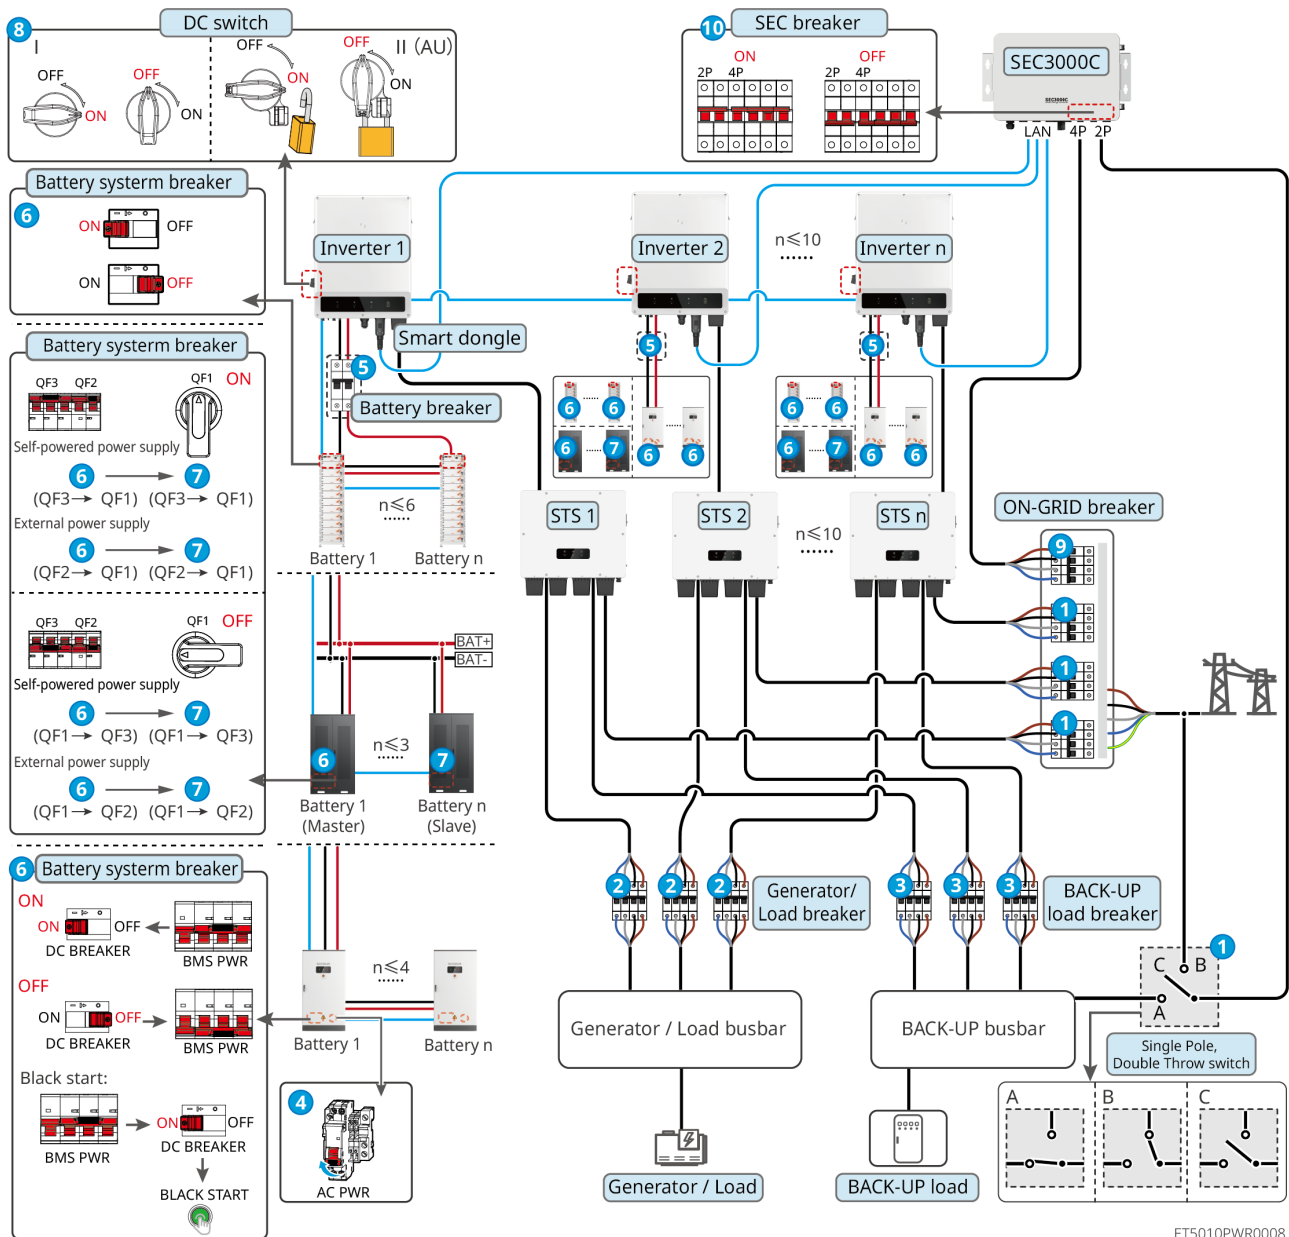 8
DC switch
I
OFF
OFF
ON
ON
OFF
ON
II (AU)
OFF
ON
10
SEC breaker
ON
OFF
2P 4P
2P 4P
SEC3000C
SEC3000C
LAN 4P 2P
Battery systerm breaker
6
ON
OFF
ON
OFF
Inverter 1
Inverter 2
n≤10
......
Inverter n
Smart dongle
5
5
5
Battery breaker
Battery systerm breaker
QF3 QF2
QF1
ON
Self-powered power supply
6
7
(QF3→ QF1) (QF3→ QF1)
External power supply
6
7
(QF2→ QF1) (QF2→ QF1)
QF3 QF2
QF1
OFF
Self-powered power supply
6
7
(QF1→ QF3) (QF1→ QF3)
External power supply
6
7
(QF1→ QF2) (QF1→ QF2)
6 ...... 6
6 ...... 7
6 ...... 6
6 ...... 6
6 ...... 7
6 ...... 6
n≤6
......
Battery 1
Battery n
STS 1
STS 2
n≤10
......
STS n
ON-GRID breaker
9
1
1
1
BAT+
BAT-
6
n≤3
......
7
Battery 1
(Master)
Battery n
(Slave)
6
Battery systerm breaker
ON
ON
OFF
DC BREAKER
BMS PWR
OFF
ON
OFF
DC BREAKER
BMS PWR
Black start:
BMS PWR
ON
OFF
DC BREAKER
BLACK START
n≤4
......
Battery 1
Battery n
4
AC PWR
2
2
2
Generator/
Load breaker
3
3
3
BACK-UP
load breaker
Generator / Load busbar
BACK-UP busbar
Generator / Load
BACK-UP load
1
C
B
A
Single Pole,
Double Throw switch
A
B
C
ET5010PWR0008